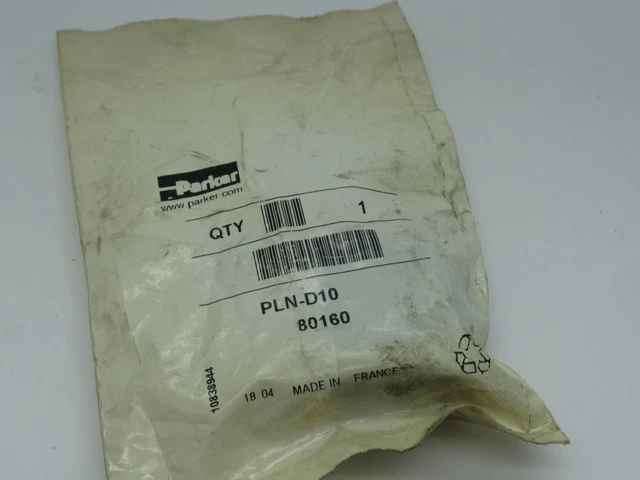 Parker
www.parker.com
QTY 1
PLN-D10
80160
10838944
18 04 MADE IN FRANCE